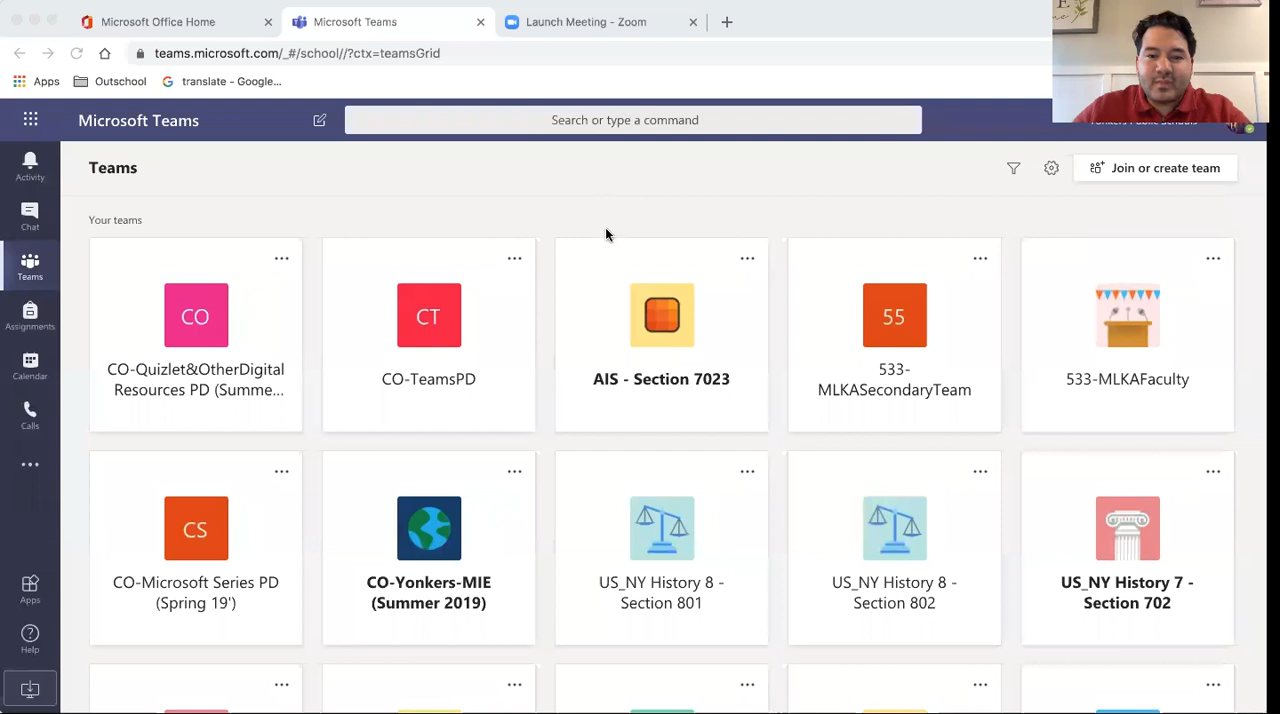 Microsoft Office Home
Microsoft Teams
Launch Meeting - Zoom
teams.microsoft.com/_#/school//?ctx=teamsGrid
Apps
Outschool
translate - Google...
Microsoft Teams
Search or type a command
Yonkers Public Schools
Activity
Chat
Teams
Assignments
Calendar
Calls
Apps
Help
Teams
Join or create team
Your teams
CO
CO-Quizlet&OtherDigital
Resources PD (Summe...
CT
CO-TeamsPD
AIS - Section 7023
55
533-
MLKASecondaryTeam
533-MLKAFaculty
CS
CO-Microsoft Series PD
(Spring 19')
CO-Yonkers-MIE
(Summer 2019)
US_NY History 8 -
Section 801
US_NY History 8 -
Section 802
US_NY History 7 -
Section 702